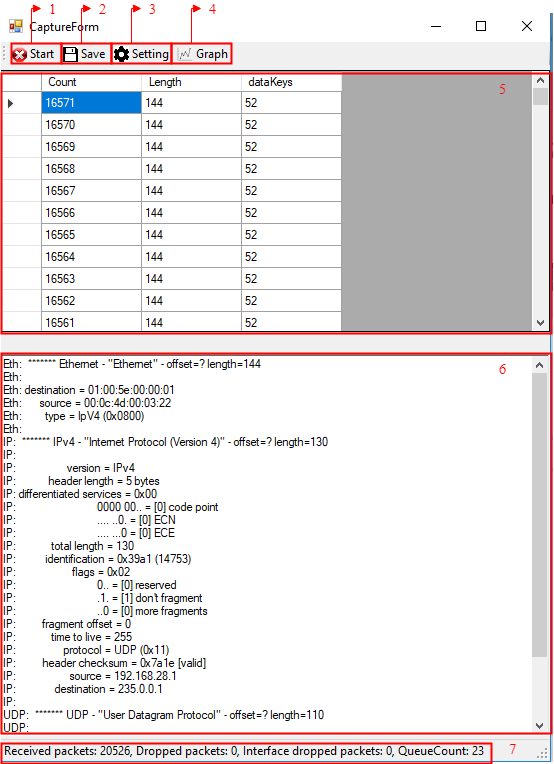 1 2 3 4
CaptureForm
Start Save Setting Graph
Count Length dataKeys 5
16571 144 52
16570 144 52
16569 144 52
16568 144 52
16567 144 52
16566 144 52
16565 144 52
16564 144 52
16563 144 52
16562 144 52
16561 144 52
Eth: ******* Ethernet - "Ethernet" - offset=? length=144 6
Eth:
Eth: destination = 01:00:5e:00:00:01
Eth: source = 00:0c:4d:00:03:22
Eth: type = IpV4 (0x0800)
Eth:
IP: ******* IPv4 - "Internet Protocol (Version 4)" - offset=? length=130
IP:
IP: version = IPv4
IP: header length = 5 bytes
IP: differentiated services = 0x00
IP: 0000 00.. = [0] code point
IP: .... ..0. = [0] ECN
IP: .... ...0 = [0] ECE
IP: total length = 130
IP: identification = 0x39a1 (14753)
IP: flags = 0x02
IP: 0.. = [0] reserved
IP: .1. = [1] don't fragment
IP: ..0 = [0] more fragments
IP: fragment offset = 0
IP: time to live = 255
IP: protocol = UDP (0x11)
IP: header checksum = 0x7a1e [valid]
IP: source = 192.168.28.1
IP: destination = 235.0.0.1
IP:
UDP: ******* UDP - "User Datagram Protocol" - offset=? length=110
UDP:
Received packets: 20526, Dropped packets: 0, Interface dropped packets: 0, QueueCount: 23 7